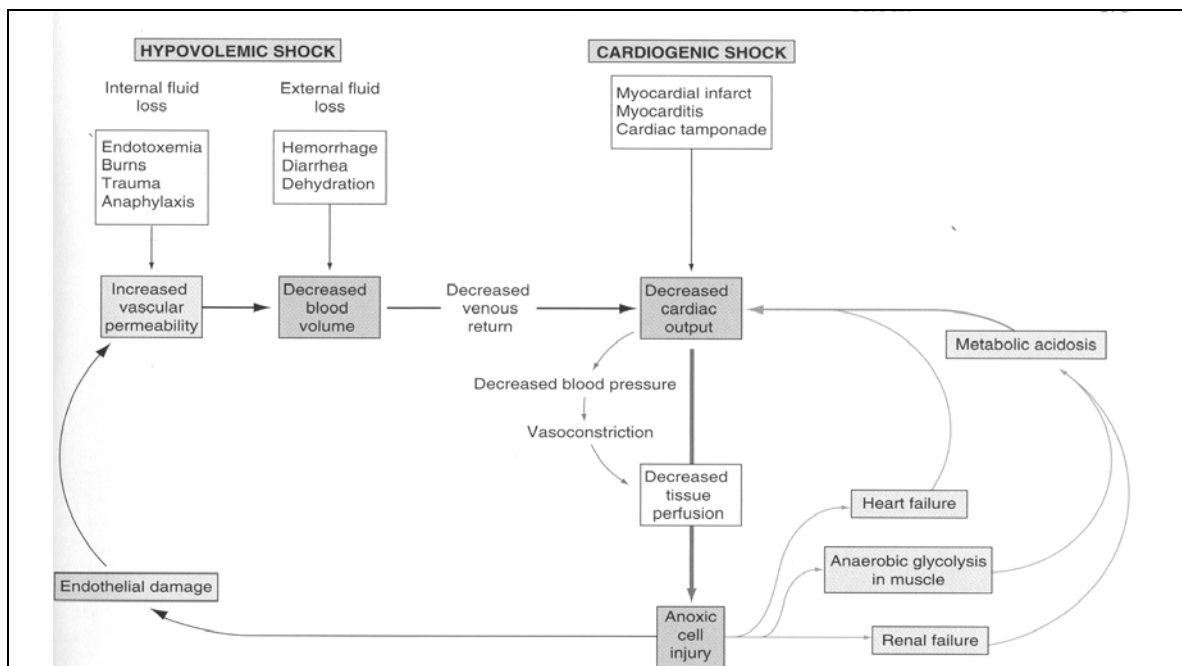 HYPOVOLEMIC SHOCK
CARDIOGENIC SHOCK
Internal fluid
loss
External fluid
loss
Endotoxemia
Burns
Trauma
Anaphylaxis
Hemorrhage
Diarrhea
Dehydration
Myocardial infarct
Myocarditis
Cardiac tamponade
Increased
vascular
permeability
Decreased
blood
volume
Decreased
venous
return
Decreased
cardiac
output
Metabolic acidosis
Decreased blood pressure
Vasoconstriction
Decreased
tissue
perfusion
Heart failure
Anaerobic glycolysis
in muscle
Endothelial damage
Anoxic
cell
injury
Renal failure